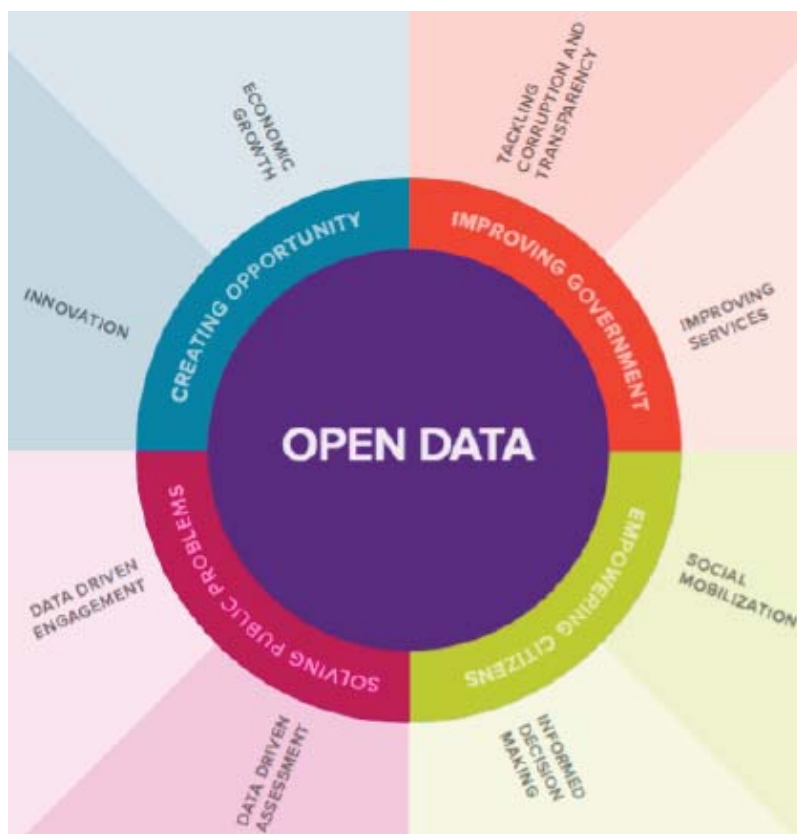 ECONOMIC
GROWTH
TACKLING
CORRUPTION AND
TRANSPARENCY
CREATING OPPORTUNITY
IMPROVING GOVERNMENT
INNOVATION
IMPROVING
SERVICES
OPEN DATA
DATA DRIVEN
ENGAGEMENT
SOLVING PUBLIC PROBLEMS
EMPOWERING CITIZENS
SOCIAL
MOBILIZATION
DATA DRIVEN
ASSESSMENT
INFORMED
DECISION
MAKING